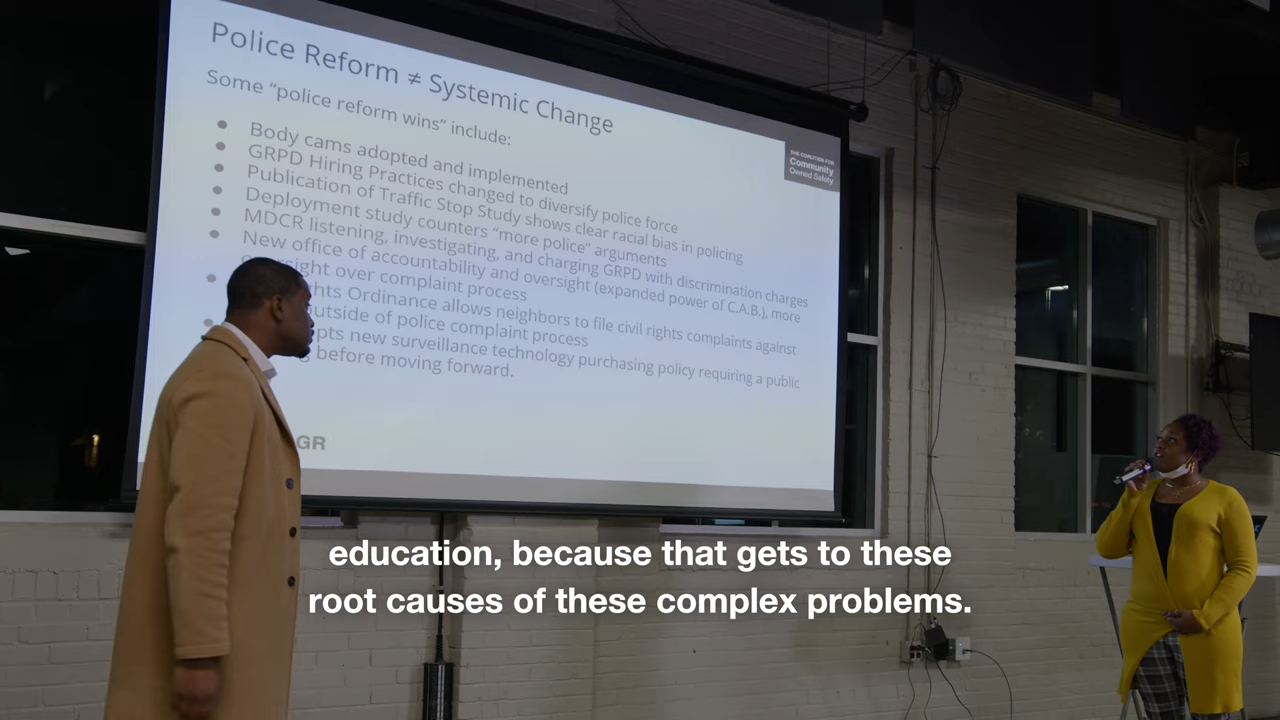 Police Reform ≠ Systemic Change
Some “police reform wins” include:
THE COALITION FOR
Community
Owned Safety
Body cams adopted and implemented
GRPD Hiring Practices changed to diversify police force
Publication of Traffic Stop Study shows clear racial bias in policing
Deployment study counters “more police” arguments
MDCR listening, investigating, and charging GRPD with discrimination charges
New office of accountability and oversight (expanded power of C.A.B.), more
oversight over complaint process
Ordinance allows neighbors to file civil rights complaints against
outside of police complaint process
new surveillance technology purchasing policy requiring a public
before moving forward.
GR
education, because that gets to these
root causes of these complex problems.